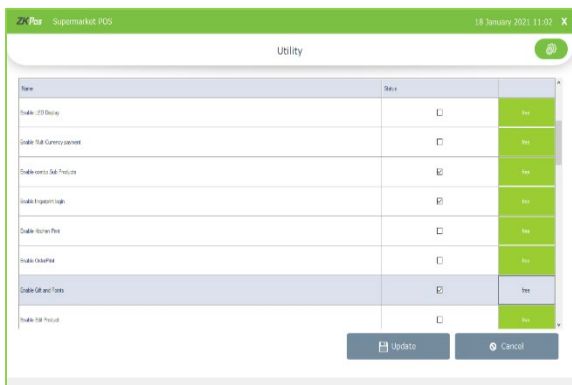 ZKPos Supermarket POS 18 January 2021 11:02 X
Utility
Name Status
Enable LED Display free
Enable Multi Currency payment free
Enable combo,Sub Products free
Enable fingerprint login free
Enable Kitchen Print free
Enable OrderPrint free
Enable Gift and Points free
Enable Edit Product free
Update Cancel